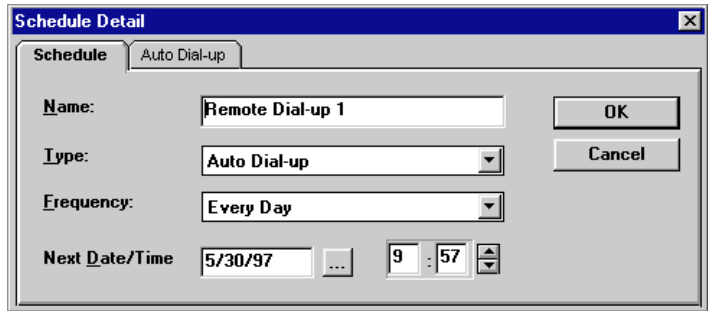 Schedule Detail
Schedule Auto Dial-up
Name: Remote Dial-up 1 OK
Type: Auto Dial-up Cancel
Frequency: Every Day
Next Date/Time 5/30/97 ... 9 : 57